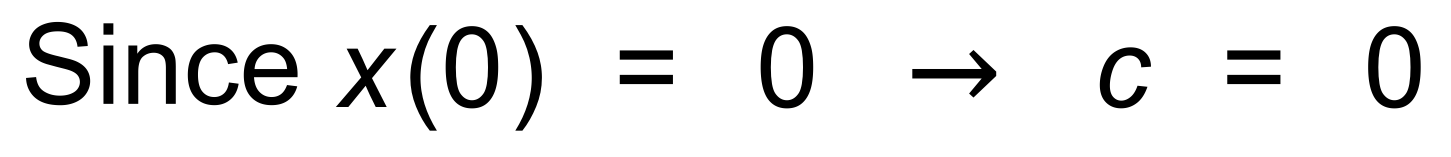 Since x(0) = 0 → c = 0